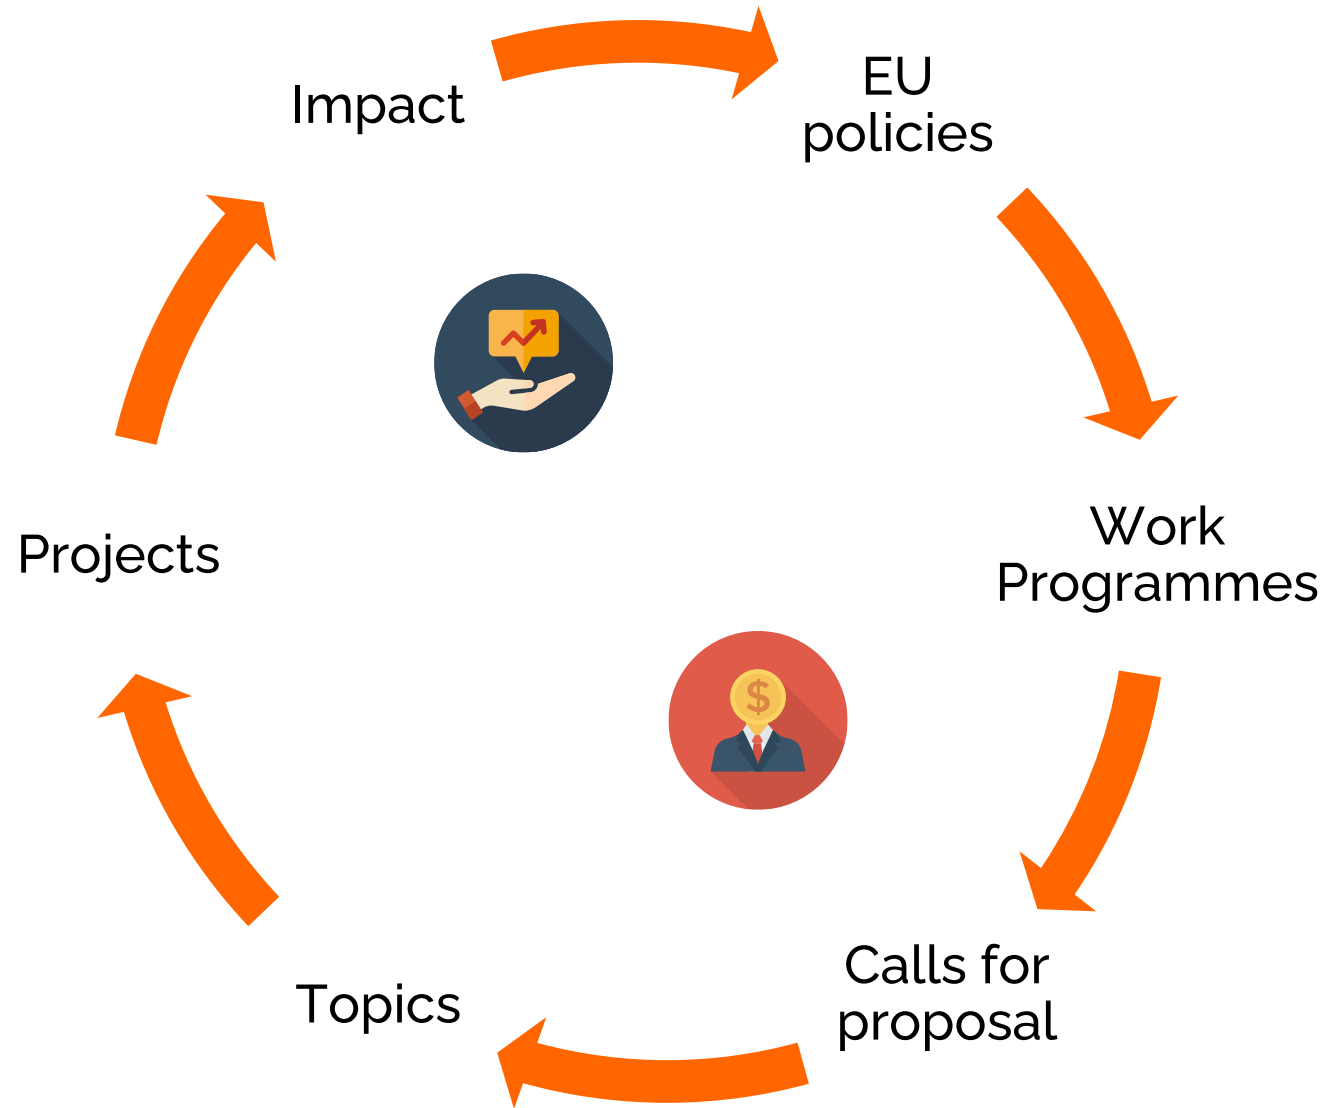 Impact
EU
policies
Work
Programmes
Calls for
proposal
Topics
Projects
$